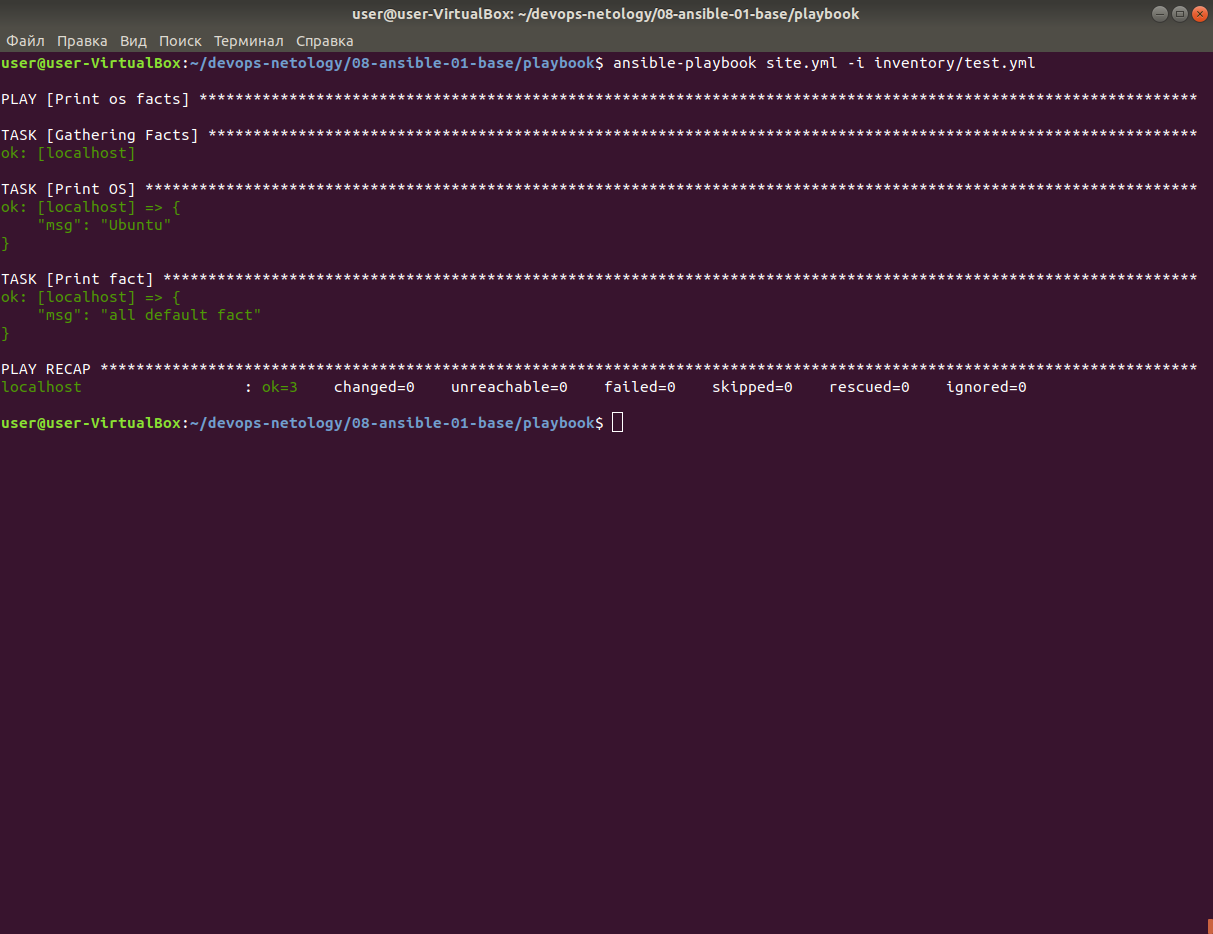 user@user-VirtualBox: ~/devops-netology/08-ansible-01-base/playbook
Файл Правка Вид Поиск Терминал Справка
user@user-VirtualBox:~/devops-netology/08-ansible-01-base/playbook$ ansible-playbook site.yml -i inventory/test.yml
PLAY [Print os facts] ***************************************************************************************************************
TASK [Gathering Facts] **************************************************************************************************************
ok: [localhost]
TASK [Print OS] *********************************************************************************************************************
ok: [localhost] => {
    "msg": "Ubuntu"
}
TASK [Print fact] *******************************************************************************************************************
ok: [localhost] => {
    "msg": "all default fact"
}
PLAY RECAP **************************************************************************************************************************
localhost                  : ok=3    changed=0    unreachable=0    failed=0    skipped=0    rescued=0    ignored=0
user@user-VirtualBox:~/devops-netology/08-ansible-01-base/playbook$